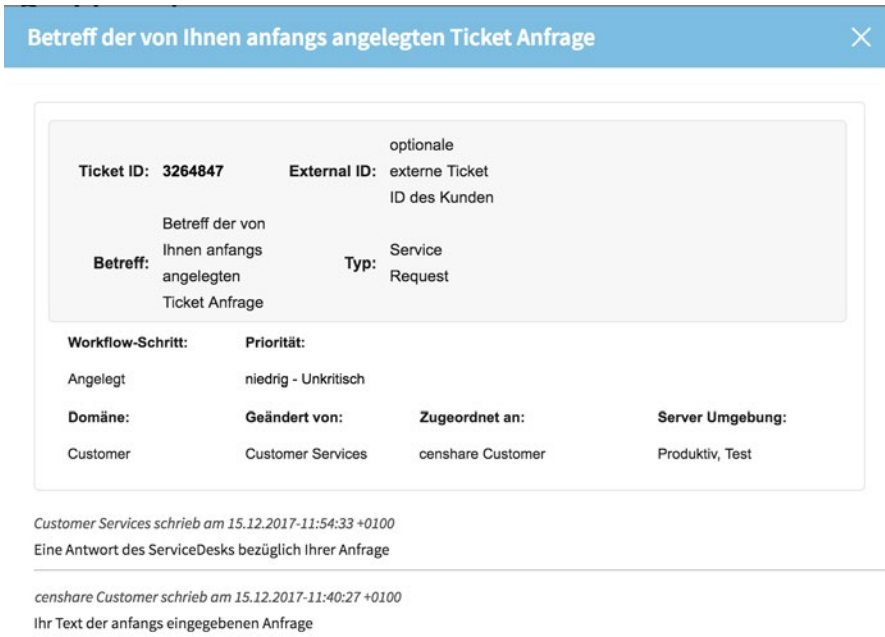 Betreff der von Ihnen anfangs angelegten Ticket Anfrage
Ticket ID: 3264847 External ID: optionale externe Ticket ID des Kunden
Betreff: Betreff der von Ihnen anfangs angelegten Ticket Anfrage Typ: Service Request
Workflow-Schritt: Priorität:
Angelegt niedrig - Unkritisch
Domäne: Geändert von: Zugeordnet an: Server Umgebung:
Customer Customer Services censhare Customer Produktiv, Test
Customer Services schrieb am 15.12.2017-11:54:33 +0100
Eine Antwort des ServiceDesks bezüglich Ihrer Anfrage
censhare Customer schrieb am 15.12.2017-11:40:27 +0100
Ihr Text der anfangs eingegebenen Anfrage